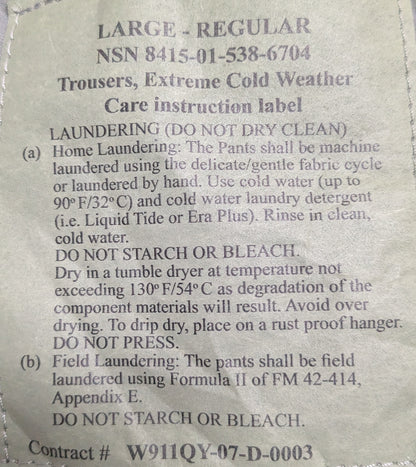 LARGE - REGULAR
NSN 8415-01-538-6704
Trousers, Extreme Cold Weather
Care instruction label
LAUNDERING (DO NOT DRY CLEAN)
(a) Home Laundering: The Pants shall be machine
laundered using the delicate/gentle fabric cycle
or laundered by hand. Use cold water (up to
90º F/32º C) and cold water laundry detergent
(i.e. Liquid Tide or Era Plus). Rinse in clean,
cold water.
DO NOT STARCH OR BLEACH.
Dry in a tumble dryer at temperature not
exceeding 130º F/54º C as degradation of the
component materials will result. Avoid over
drying. To drip dry, place on a rust proof hanger.
DO NOT PRESS.
(b) Field Laundering: The pants shall be field
laundered using Formula II of FM 42-414,
Appendix E.
DO NOT STARCH OR BLEACH.
Contract # W911QY-07-D-0003